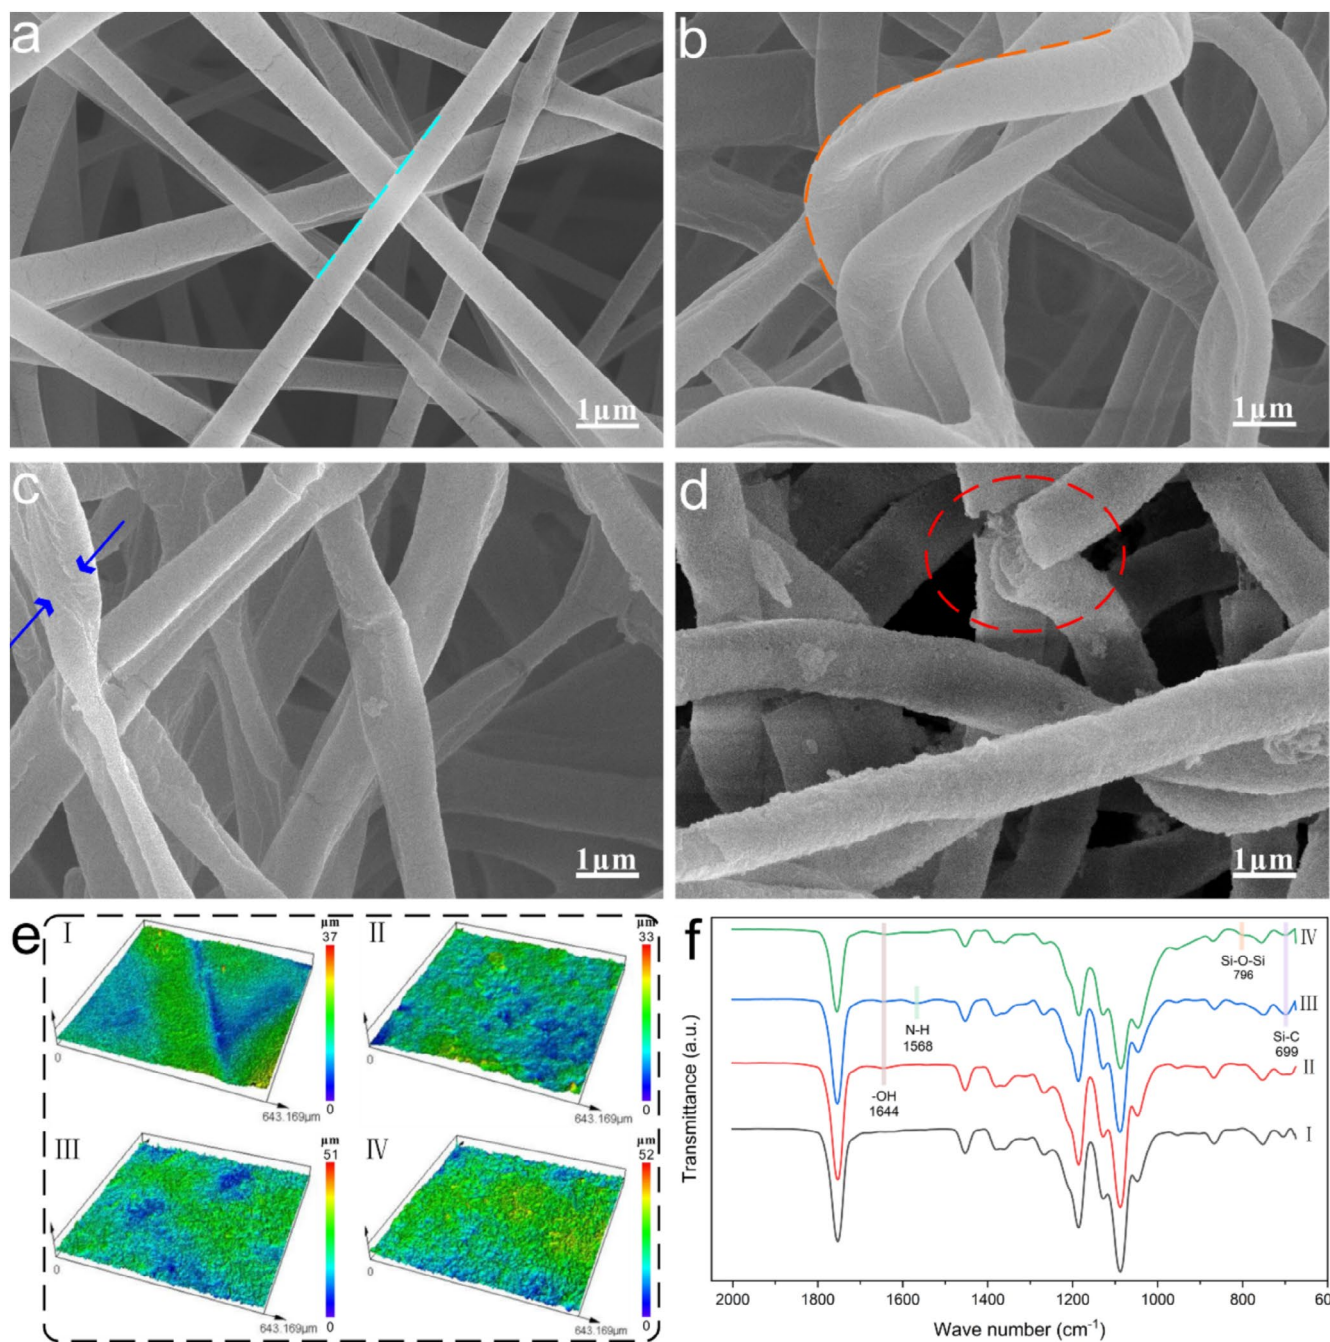 a
1μm
b
1μm
c
1μm
d
1μm
e
I
μm
37
0
0
643.169μm
II
μm
33
0
0
643.169μm
III
μm
51
0
0
643.169μm
IV
μm
52
0
0
643.169μm
f
IV
Si-O-Si
796
III
N-H
1568
Si-C
699
II
-OH
1644
I
Transmittance (a.u.)
2000 1800 1600 1400 1200 1000 800 60
Wave number (cm⁻¹)